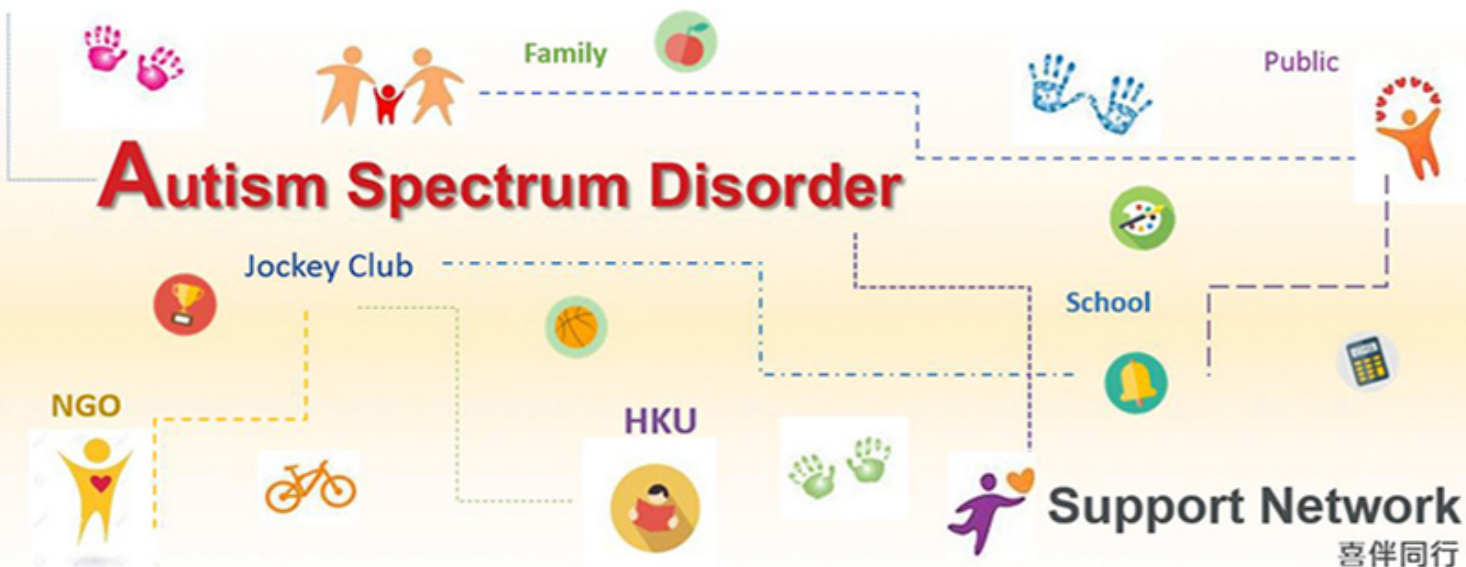 Family
Public
Autism Spectrum Disorder
Jockey Club
School
NGO
HKU
Support Network
喜伴同行